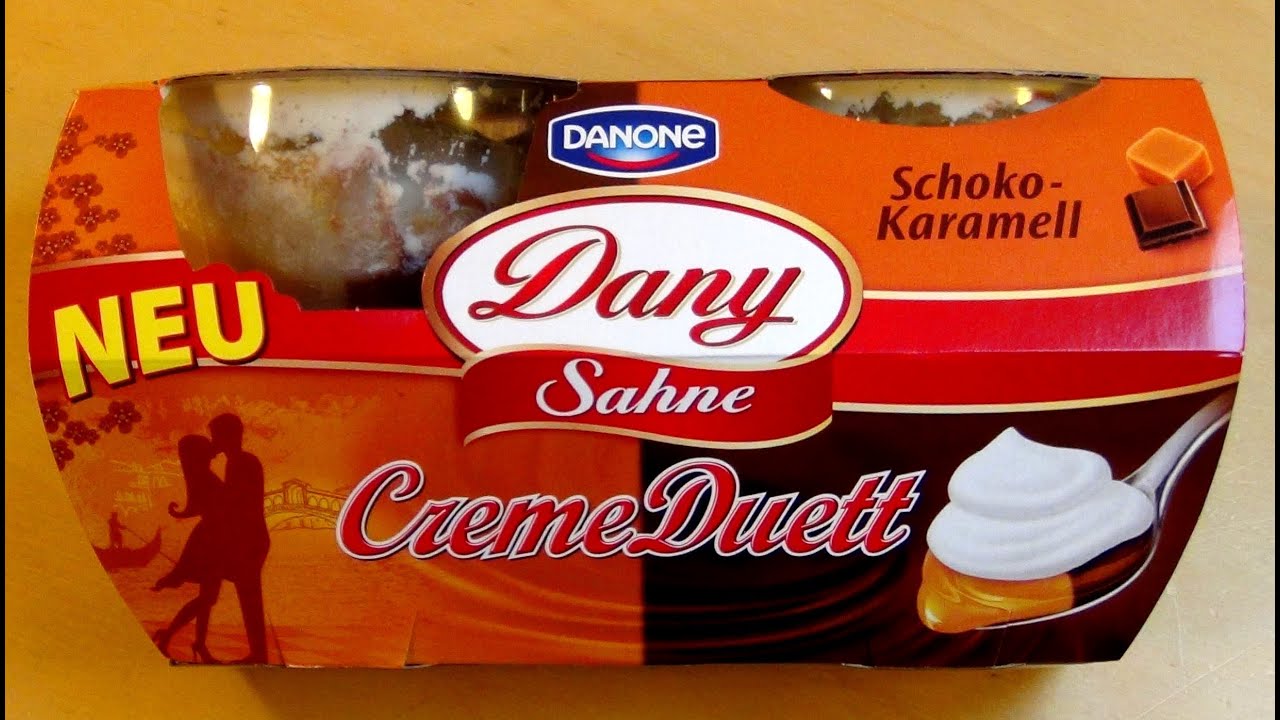 DANONE
Schoko-
Karamell
Dany
Sahne
NEU
CremeDuett